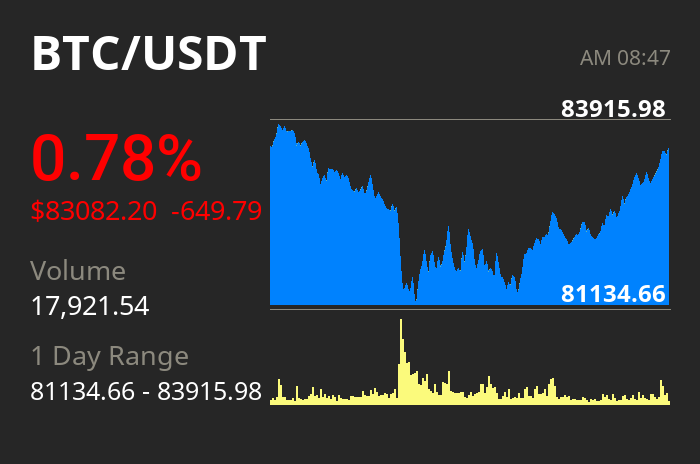 BTC/USDT
AM 08:47
83915.98
0.78%
$83082.20 -649.79
Volume
17,921.54
81134.66
1 Day Range
81134.66 - 83915.98